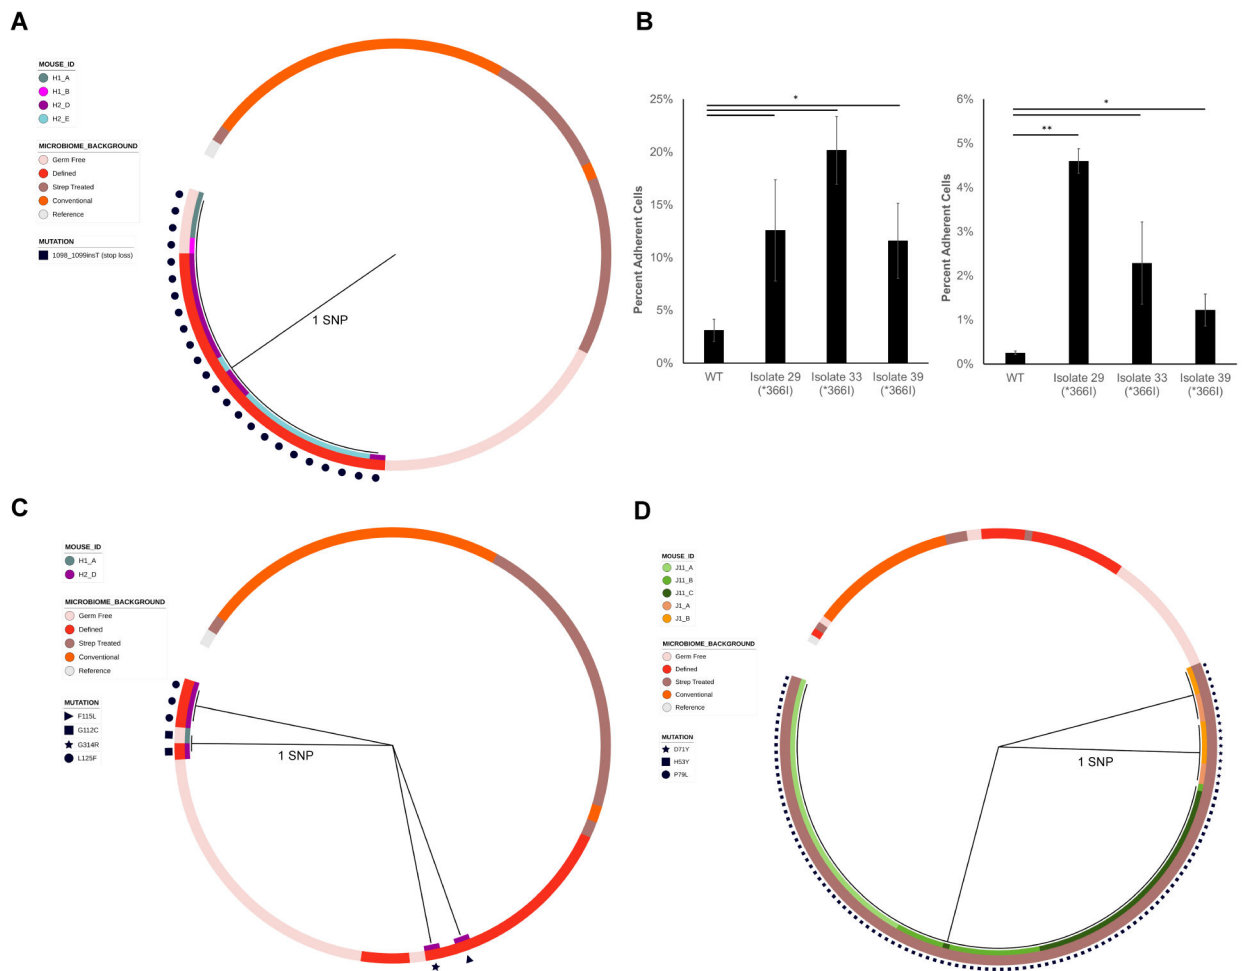 A
MOUSE_ID
H1_A
H1_B
H2_D
H2_E
MICROBIOME_BACKGROUND
Germ Free
Defined
Strep Treated
Conventional
Reference
MUTATION
1098_1099insT (stop loss)
1 SNP
B
Percent Adherent Cells
25%
20%
15%
10%
5%
0%
*
WT
Isolate 29
(*366I)
Isolate 33
(*366I)
Isolate 39
(*366I)
Percent Adherent Cells
6%
5%
4%
3%
2%
1%
0%
*
**
WT
Isolate 29
(*366I)
Isolate 33
(*366I)
Isolate 39
(*366I)
C
MOUSE_ID
H1_A
H2_D
MICROBIOME_BACKGROUND
Germ Free
Defined
Strep Treated
Conventional
Reference
MUTATION
F115L
G112C
G314R
L125F
1 SNP
D
MOUSE_ID
J11_A
J11_B
J11_C
J1_A
J1_B
MICROBIOME_BACKGROUND
Germ Free
Defined
Strep Treated
Conventional
Reference
MUTATION
D71Y
H53Y
P79L
1 SNP